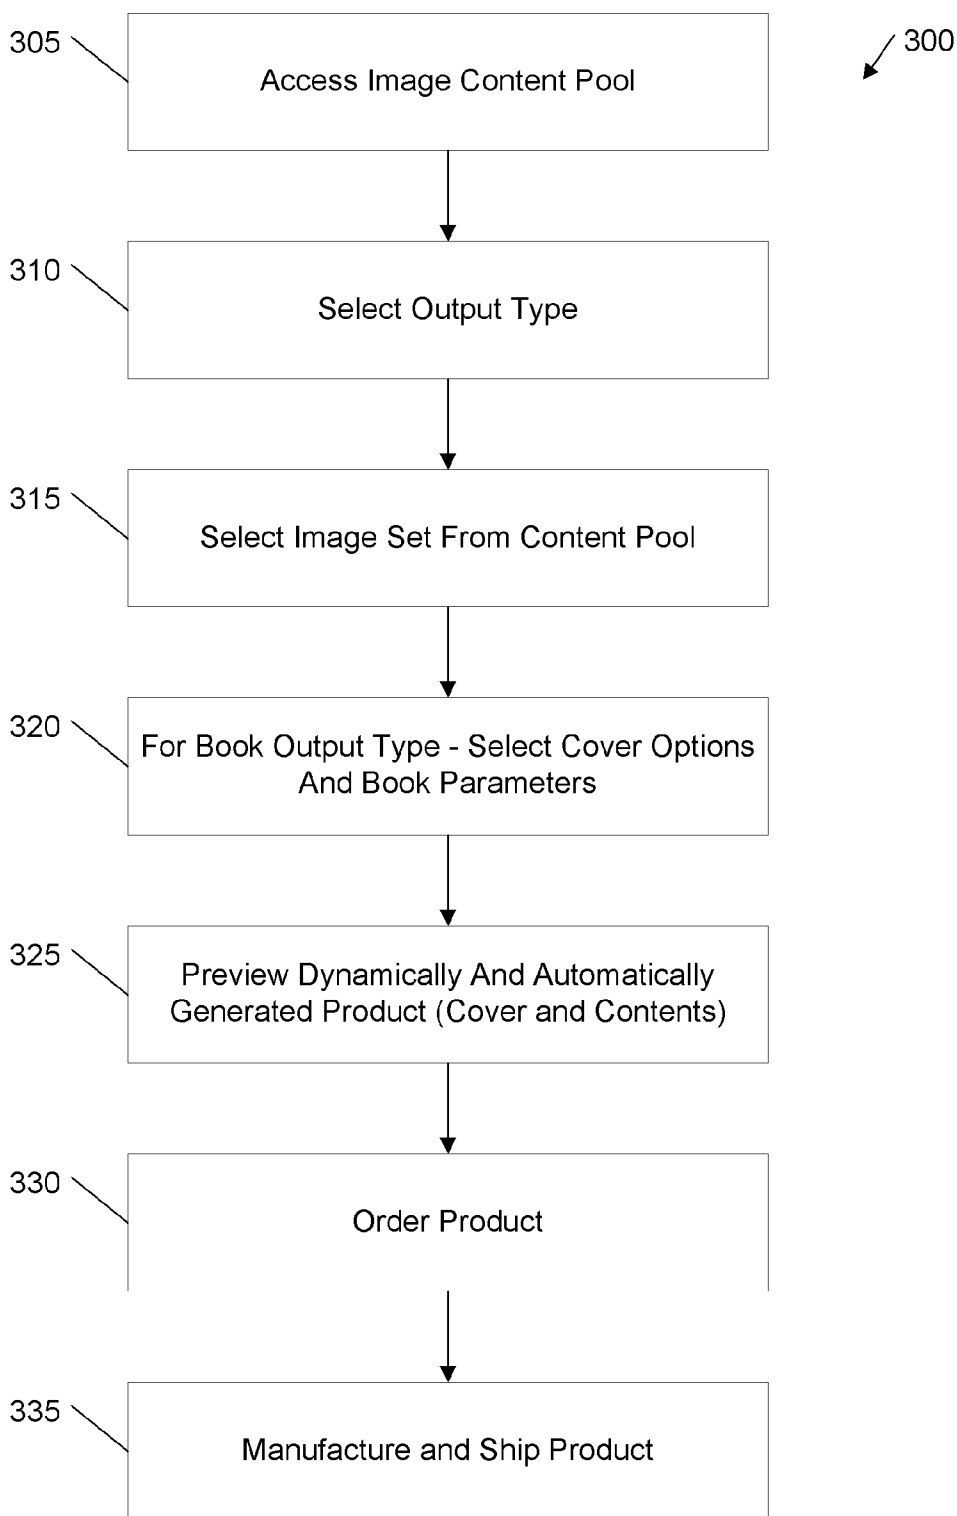 300
305
Access Image Content Pool
310
Select Output Type
315
Select Image Set From Content Pool
320
For Book Output Type - Select Cover Options
And Book Parameters
325
Preview Dynamically And Automatically
Generated Product (Cover and Contents)
330
Order Product
335
Manufacture and Ship Product